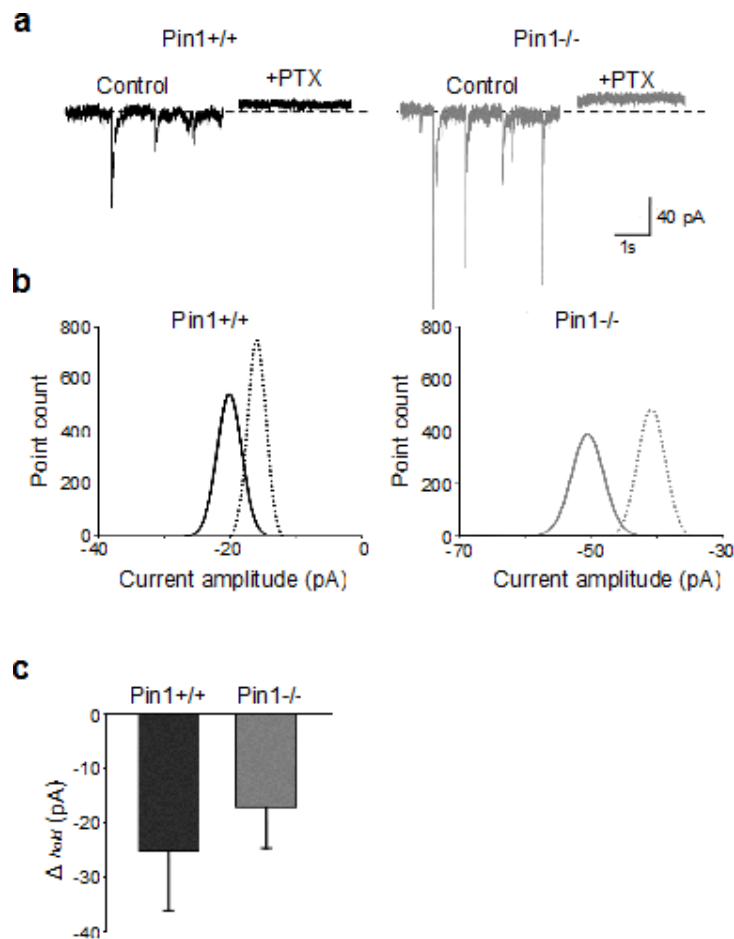 a
Pin1+/+
Pin1-/-
Control
+PTX
Control
+PTX
40 pA
1s
b
Pin1+/+
Pin1-/-
800
600
400
200
0
Point count
-40
-20
0
Current amplitude (pA)
800
600
400
200
0
Point count
-70
-50
-30
Current amplitude (pA)
c
Pin1+/+
Pin1-/-
0
-10
-20
-30
-40
Δ Ihold (pA)